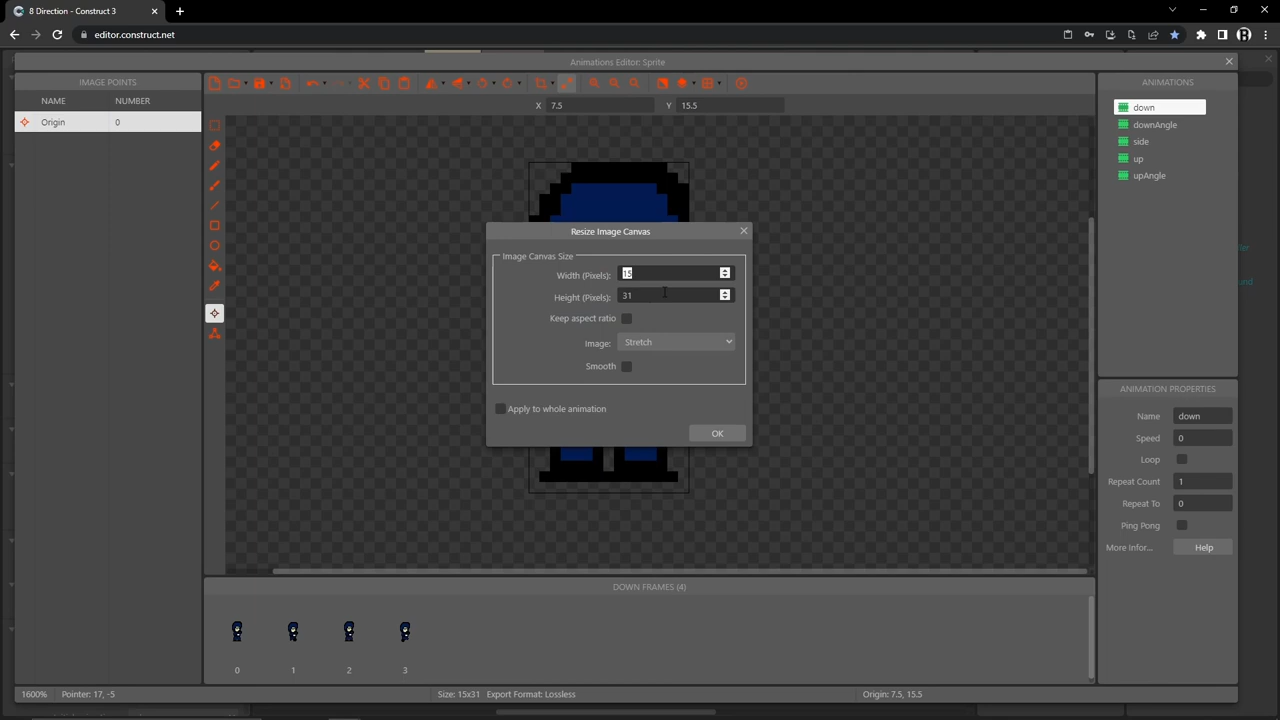 8 Direction - Construct 3
editor.construct.net
Animations Editor: Sprite
IMAGE POINTS
NAME NUMBER
Origin 0
X 7.5 Y 15.5
ANIMATIONS
down
downAngle
side
up
upAngle
Resize Image Canvas
Image Canvas Size
Width (Pixels): 15
Height (Pixels): 31
Keep aspect ratio
Image: Stretch
Smooth
Apply to whole animation
OK
ANIMATION PROPERTIES
Name down
Speed 0
Loop
Repeat Count 1
Repeat To 0
Ping Pong
More Infor... Help
DOWN FRAMES (4)
0 1 2 3
1600% Pointer: 17, -5 Size: 15x31 Export Format: Lossless Origin: 7.5, 15.5